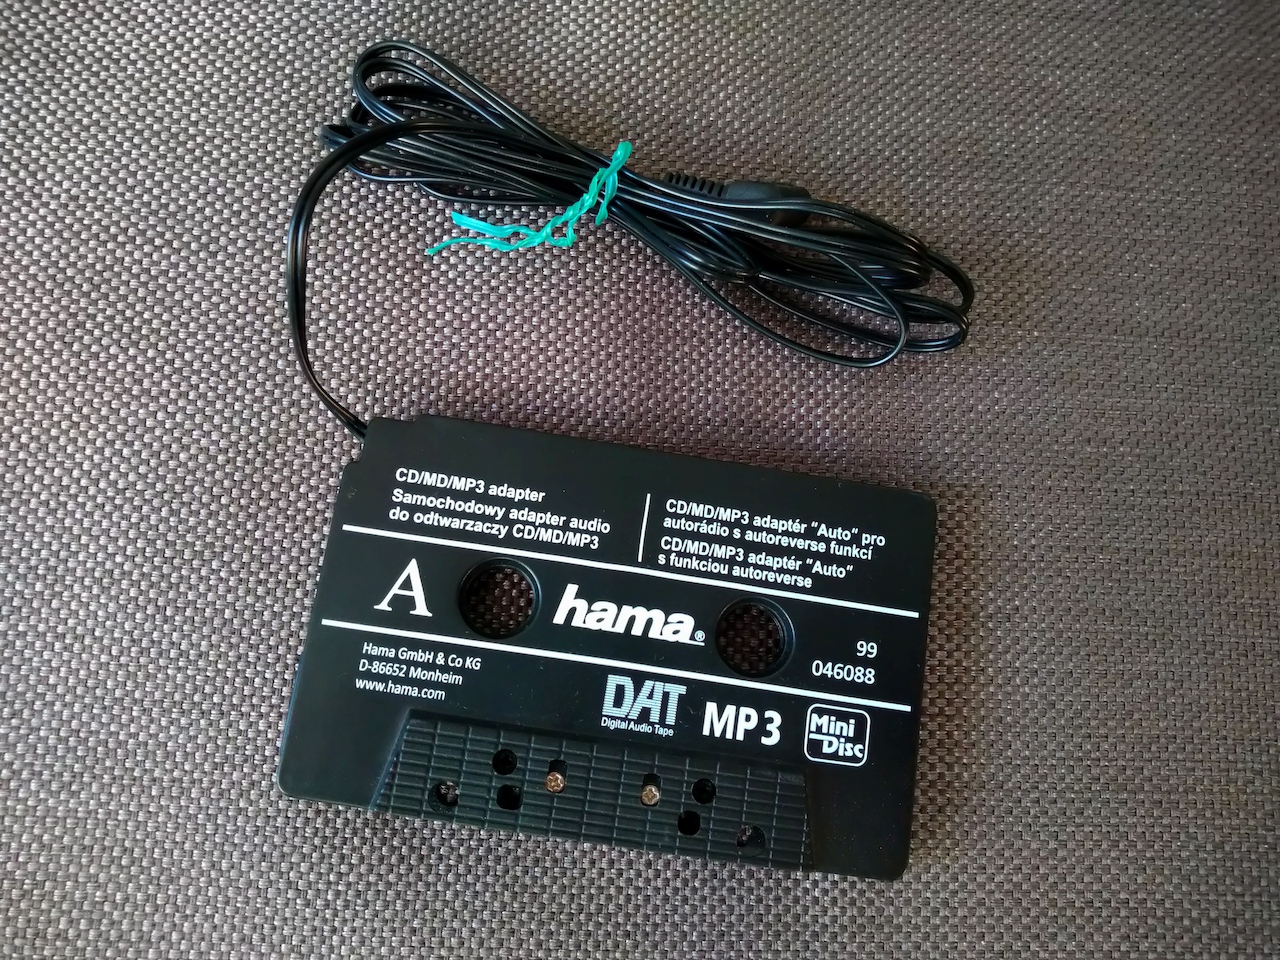 CD/MD/MP3 adapter
Samochodowy adapter audio
do odtwarzaczy CD/MD/MP3
CD/MD/MP3 adaptér "Auto" pro
autorádio s autoreverse funkcí
CD/MD/MP3 adaptér "Auto"
s funkciou autoreverse
A
hama®
99
046088
Hama GmbH & Co KG
D-86652 Monheim
www.hama.com
DAT
Digital Audio Tape
MP3
Mini
Disc